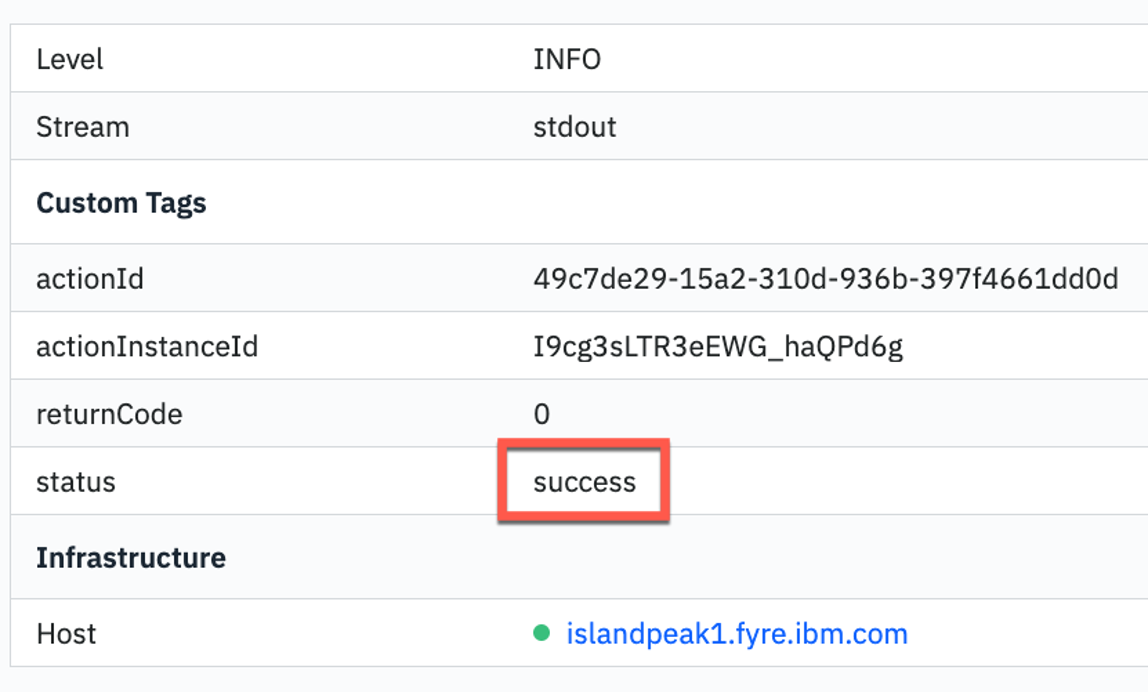 Level INFO
Stream stdout
Custom Tags
actionId 49c7de29-15a2-310d-936b-397f4661dd0d
actionInstanceId I9cg3sLTR3eEWG_haQPd6g
returnCode 0
status success
Infrastructure
Host islandpeak1.fyre.ibm.com